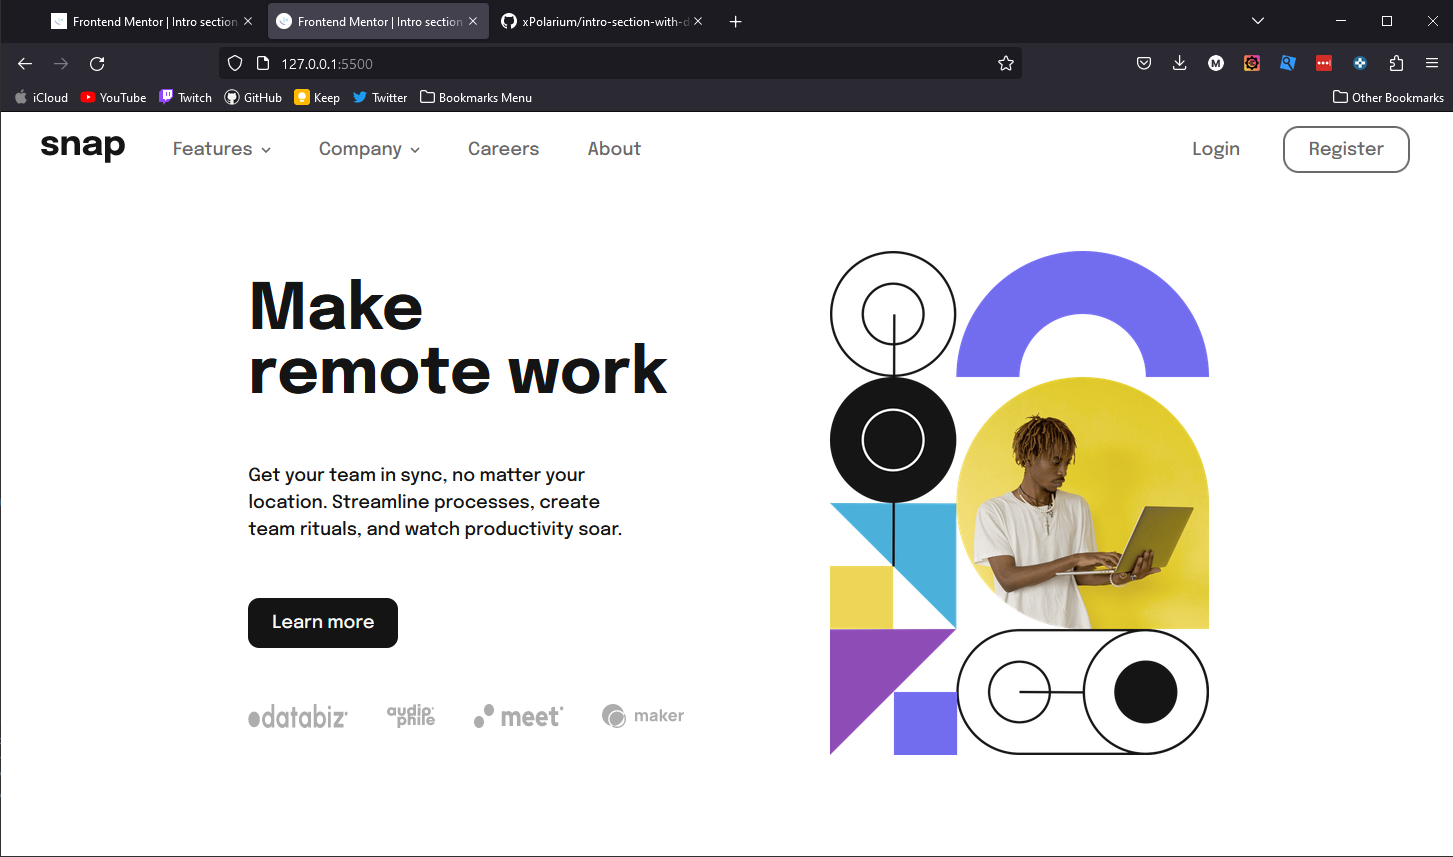 Frontend Mentor | Intro section
Frontend Mentor | Intro section
xPolarium/intro-section-with-d
127.0.0.1:5500
M
iCloud
YouTube
Twitch
GitHub
Keep
Twitter
Bookmarks Menu
Other Bookmarks
snap
Features
Company
Careers
About
Login
Register
Make
remote work
Get your team in sync, no matter your
location. Streamline processes, create
team rituals, and watch productivity soar.
Learn more
databiz
audio
phile
meet
maker